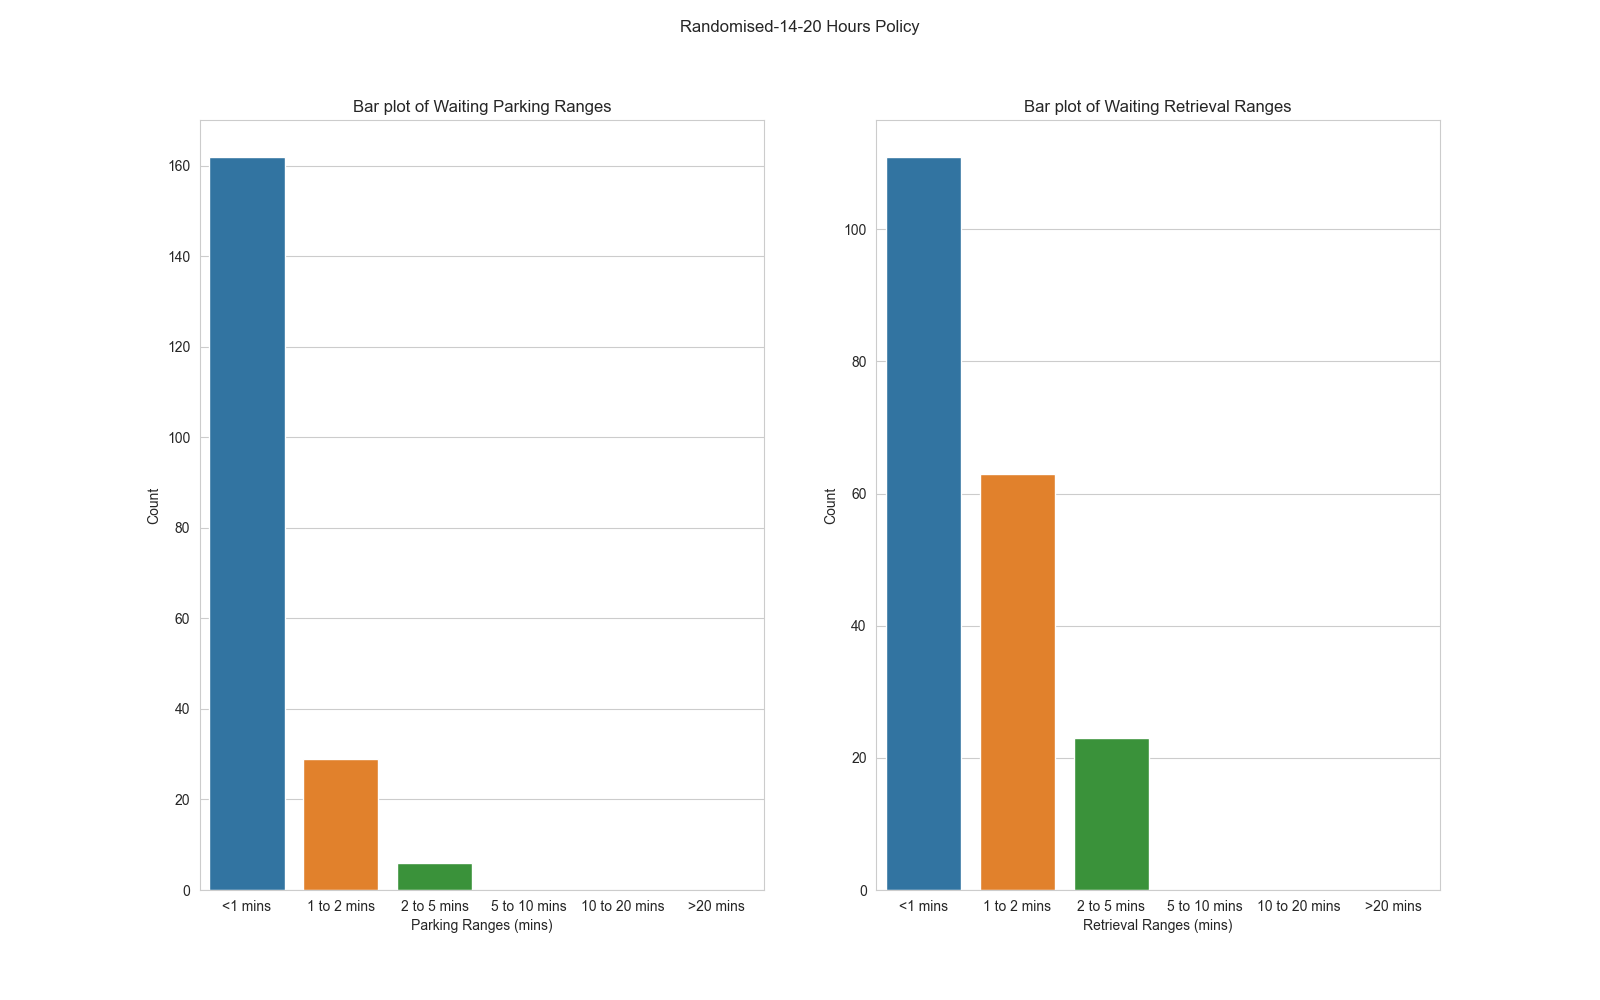 Randomised-14-20 Hours Policy
Bar plot of Waiting Parking Ranges
160
140
120
100
80
60
40
20
0
Count
<1 mins 1 to 2 mins 2 to 5 mins 5 to 10 mins 10 to 20 mins >20 mins
Parking Ranges (mins)
Bar plot of Waiting Retrieval Ranges
100
80
60
40
20
0
Count
<1 mins 1 to 2 mins 2 to 5 mins 5 to 10 mins 10 to 20 mins >20 mins
Retrieval Ranges (mins)